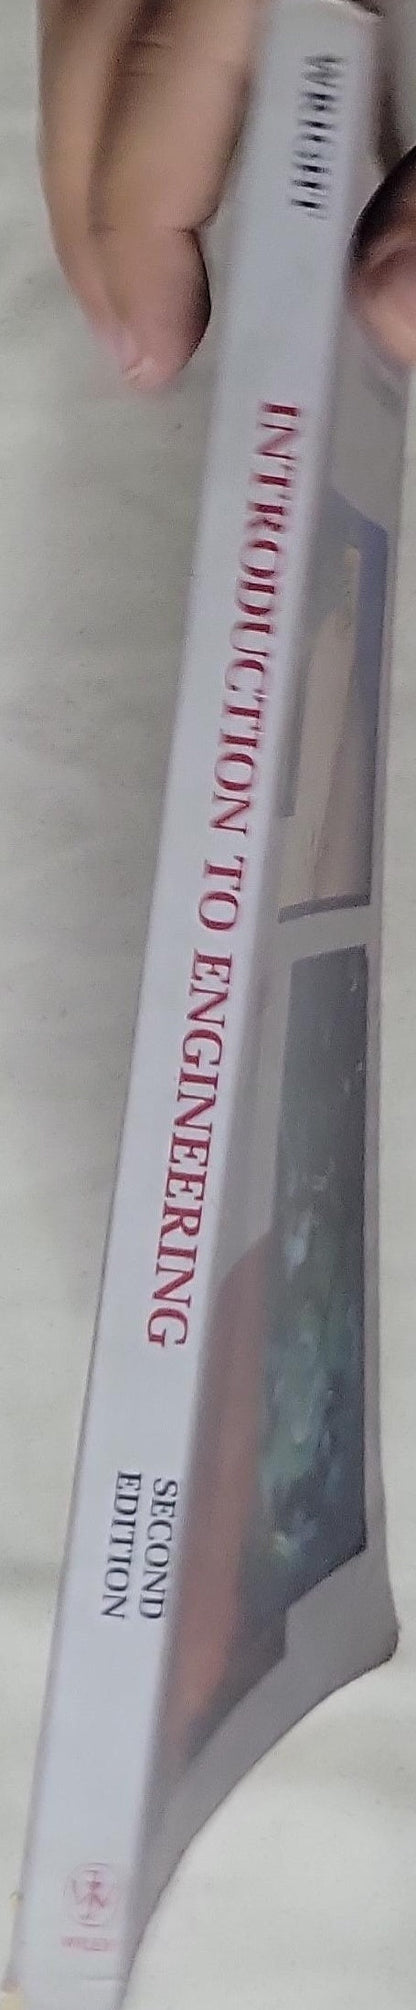 WRIGHT
INTRODUCTION TO ENGINEERING
SECOND
EDITION
WILEY